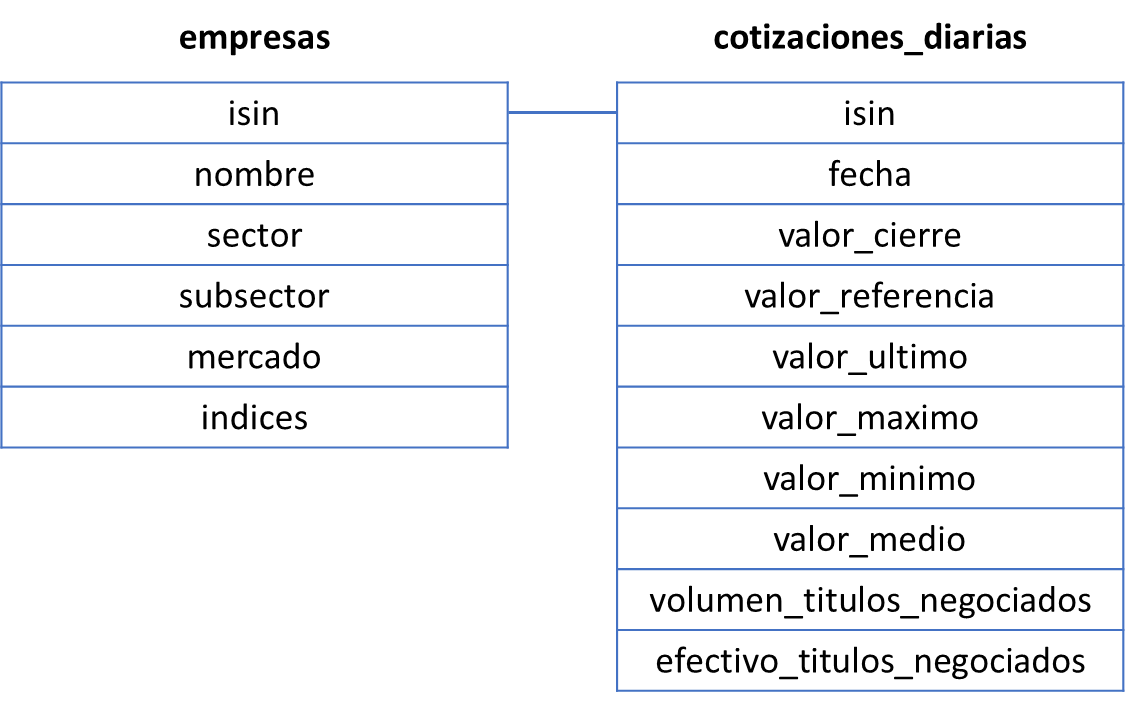 empresas
isin
nombre
sector
subsector
mercado
indices
cotizaciones_diarias
isin
fecha
valor_cierre
valor_referencia
valor_ultimo
valor_maximo
valor_minimo
valor_medio
volumen_titulos_negociados
efectivo_titulos_negociados